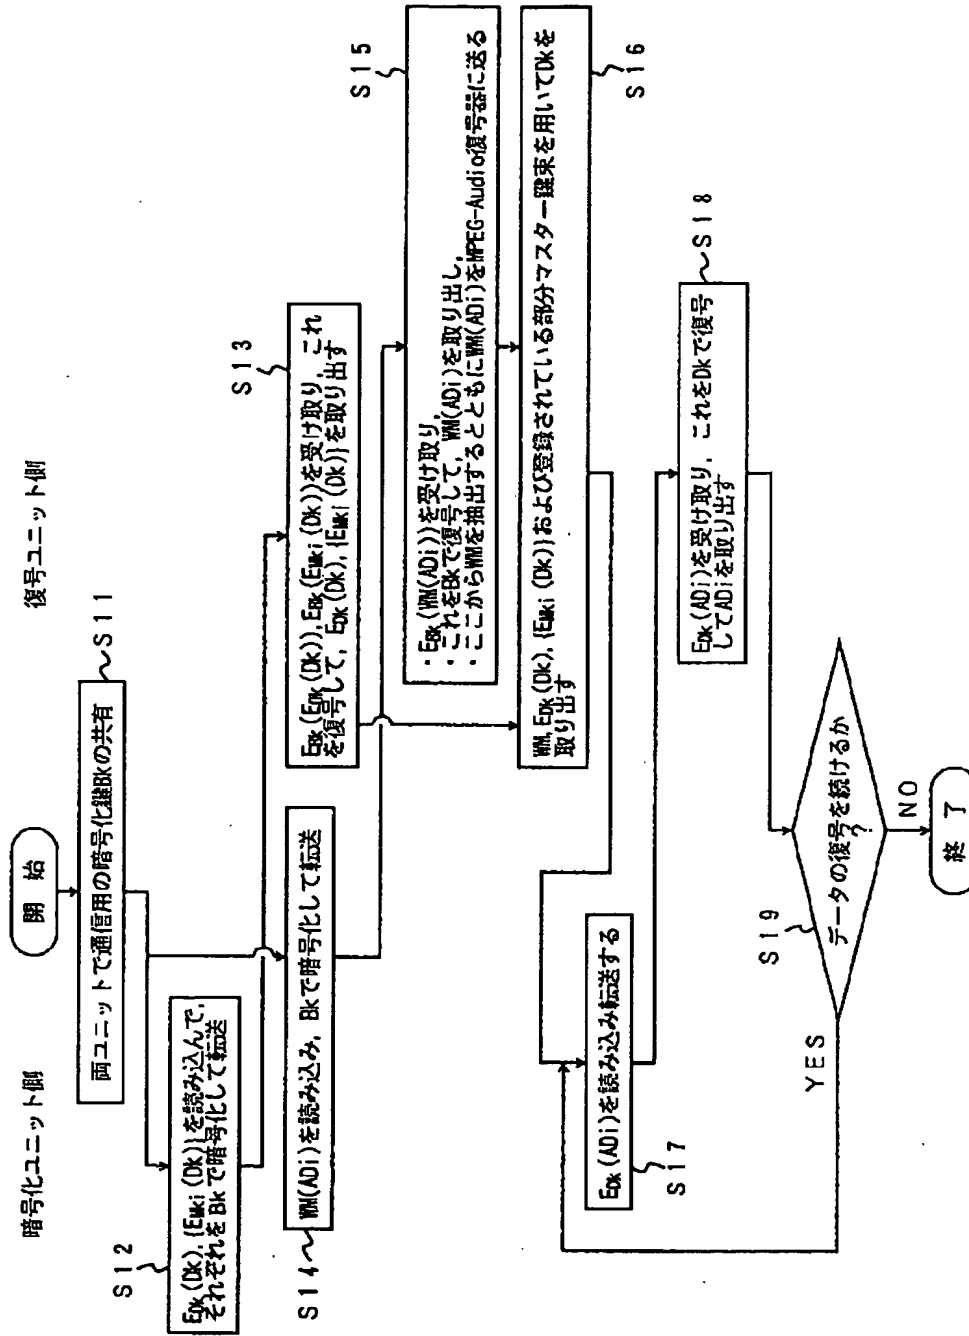 暗号化ユニット側
復号ユニット側
開始
両ユニットで通信用の暗号化鍵Bkの共有
S11
S12
EDK(DK),{EMki(DK)}を読み込んで,
それぞれをBkで暗号化して転送
S13
EBK(EDK(DK)),EBK(EMKi(DK))を受け取り, これ
を復号して, EDK(DK),{EMKi(DK)}を取り出す
S14
WM(ADi)を読み込み, Bkで暗号化して転送
S15
・EBK(WM(ADi))を受け取り,
・これをBkで復号して, WM(ADi)を取り出し,
・ここからWMを抽出するとともにWM(ADi)をMPEG-Audio復号器に送る
WM,EDK(DK),{EMKi(DK)}および登録されている部分マスター鍵束を用いてDkを
取り出す
S16
EDK(ADi)を読み込み転送する
S17
EDK(ADi)を受け取り, これをDkで復号
してADiを取り出す
S18
S19
データの復号を続けるか
?
YES
NO
終了